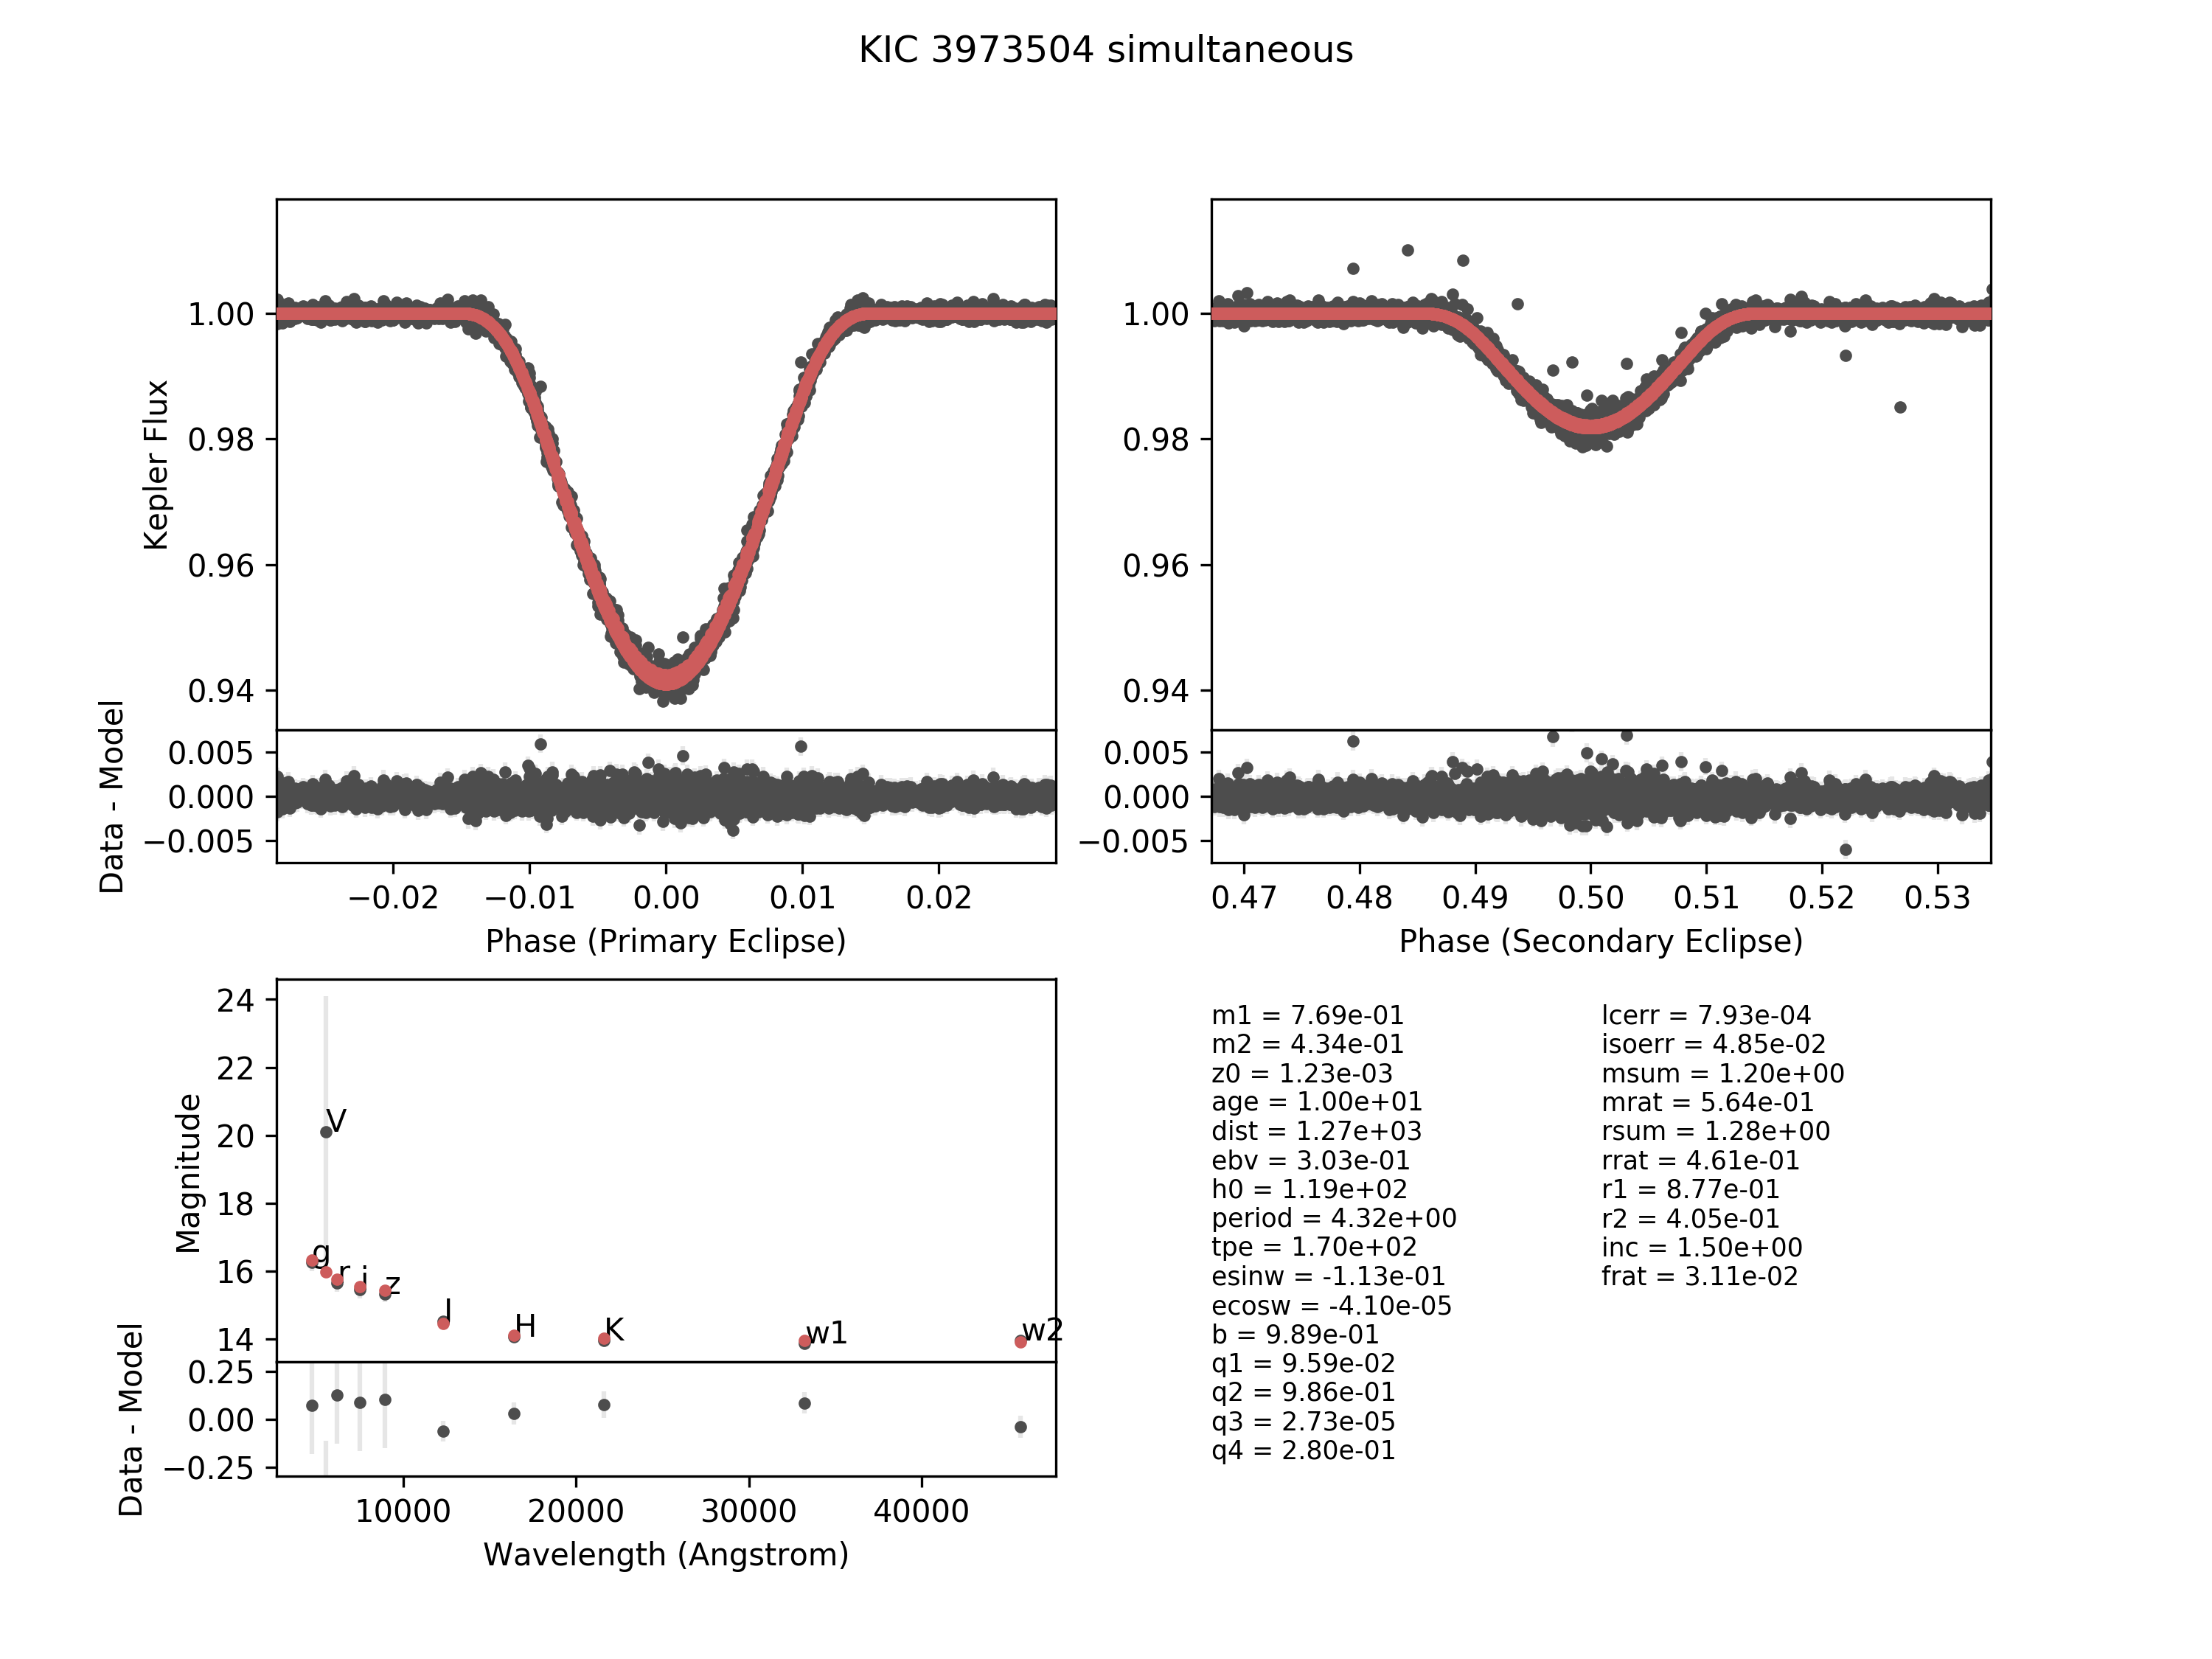 KIC 3973504 simultaneous
Kepler Flux
1.00
0.98
0.96
0.94
1.00
0.98
0.96
0.94
Data - Model
0.005
0.000
−0.005
0.005
0.000
−0.005
−0.02 −0.01 0.00 0.01 0.02
0.47 0.48 0.49 0.50 0.51 0.52 0.53
Phase (Primary Eclipse)
Phase (Secondary Eclipse)
Magnitude
24
22
20
18
16
14
V
g
r
i
z
J
H
K
w1
w2
Data - Model
0.25
0.00
−0.25
10000 20000 30000 40000
Wavelength (Angstrom)
m1 = 7.69e-01
m2 = 4.34e-01
z0 = 1.23e-03
age = 1.00e+01
dist = 1.27e+03
ebv = 3.03e-01
h0 = 1.19e+02
period = 4.32e+00
tpe = 1.70e+02
esinw = -1.13e-01
ecosw = -4.10e-05
b = 9.89e-01
q1 = 9.59e-02
q2 = 9.86e-01
q3 = 2.73e-05
q4 = 2.80e-01
lcerr = 7.93e-04
isoerr = 4.85e-02
msum = 1.20e+00
mrat = 5.64e-01
rsum = 1.28e+00
rrat = 4.61e-01
r1 = 8.77e-01
r2 = 4.05e-01
inc = 1.50e+00
frat = 3.11e-02